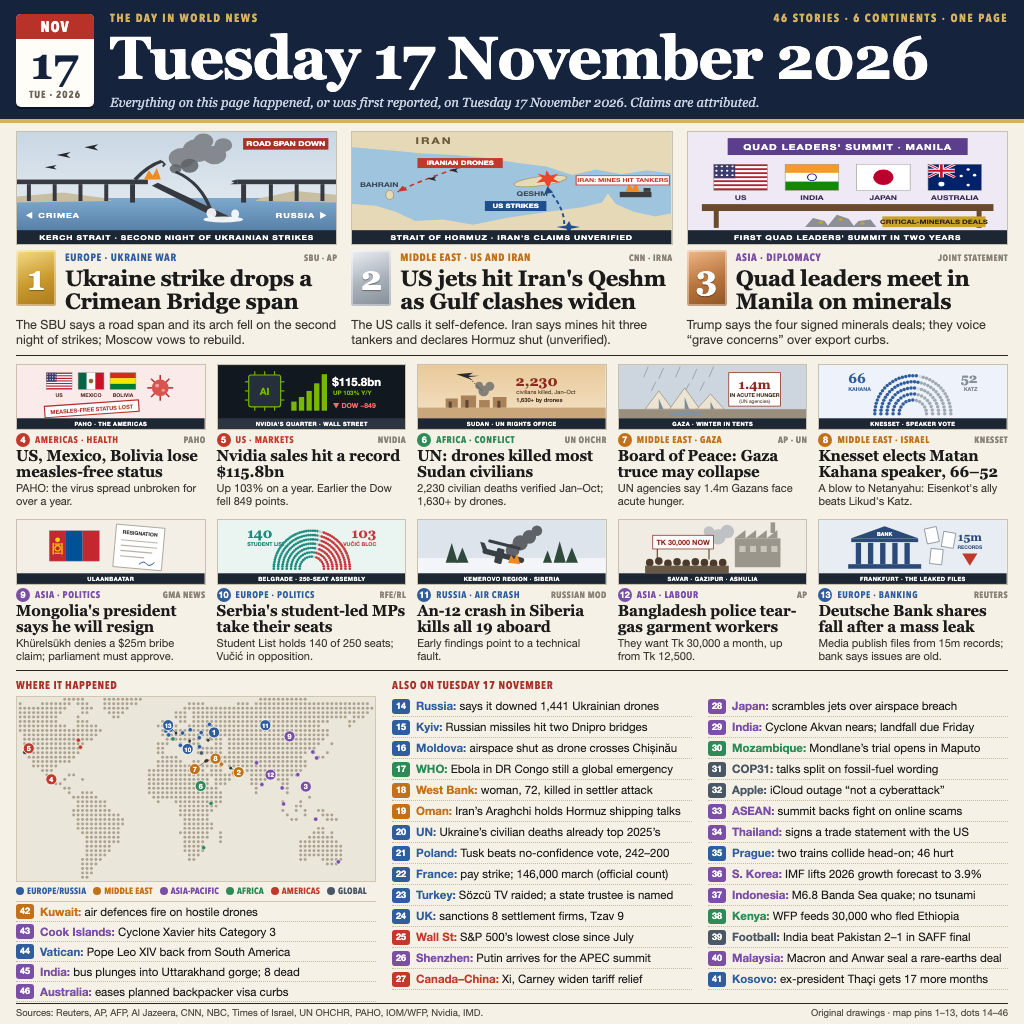 NOV
17
TUE · 2026
THE DAY IN WORLD NEWS
46 STORIES · 6 CONTINENTS · ONE PAGE
Tuesday 17 November 2026
Everything on this page happened, or was first reported, on Tuesday 17 November 2026. Claims are attributed.
ROAD SPAN DOWN
CRIMEA
RUSSIA
KERCH STRAIT · SECOND NIGHT OF UKRAINIAN STRIKES
1
EUROPE · UKRAINE WAR
SBU · AP
Ukraine strike drops a
Crimean Bridge span
The SBU says a road span and its arch fell on the second
night of strikes; Moscow vows to rebuild.
IRAN
IRANIAN DRONES
BAHRAIN
QESHM
IRAN: MINES HIT TANKERS
US STRIKES
STRAIT OF HORMUZ · IRAN'S CLAIMS UNVERIFIED
2
MIDDLE EAST · US AND IRAN
CNN · IRNA
US jets hit Iran's Qeshm
as Gulf clashes widen
The US calls it self-defence. Iran says mines hit three
tankers and declares Hormuz shut (unverified).
QUAD LEADERS' SUMMIT · MANILA
US
INDIA
JAPAN
AUSTRALIA
CRITICAL-MINERALS DEALS
FIRST QUAD LEADERS' SUMMIT IN TWO YEARS
3
ASIA · DIPLOMACY
JOINT STATEMENT
Quad leaders meet in
Manila on minerals
Trump says the four signed minerals deals; they voice
“grave concerns” over export curbs.
US
MEXICO
BOLIVIA
MEASLES-FREE STATUS LOST
PAHO · THE AMERICAS
4 AMERICAS · HEALTH
PAHO
US, Mexico, Bolivia lose
measles-free status
PAHO: the virus spread unbroken for
over a year.
AI
$115.8bn
UP 103% Y/Y
▼ DOW −849
NVIDIA'S QUARTER · WALL STREET
5 US · MARKETS
NVIDIA
Nvidia sales hit a record
$115.8bn
Up 103% on a year. Earlier the Dow
fell 849 points.
2,230
civilians killed, Jan–Oct
1,630+ by drones
SUDAN · UN RIGHTS OFFICE
6 AFRICA · CONFLICT
UN OHCHR
UN: drones killed most
Sudan civilians
2,230 civilian deaths verified Jan–Oct;
1,630+ by drones.
1.4m
IN ACUTE HUNGER
(UN agencies)
GAZA · WINTER IN TENTS
7 MIDDLE EAST · GAZA
AP · UN
Board of Peace: Gaza
truce may collapse
UN agencies say 1.4m Gazans face
acute hunger.
66
KAHANA
52
KATZ
KNESSET · SPEAKER VOTE
8 MIDDLE EAST · ISRAEL
KNESSET
Knesset elects Matan
Kahana speaker, 66–52
A blow to Netanyahu: Eisenkot's ally
beats Likud's Katz.
RESIGNATION
ULAANBAATAR
9 ASIA · POLITICS
GMA NEWS
Mongolia's president
says he will resign
Khürelsükh denies a $25m bribe
claim; parliament must approve.
140
STUDENT LIST
103
VUČIĆ BLOC
BELGRADE · 250-SEAT ASSEMBLY
10 EUROPE · POLITICS
RFE/RL
Serbia's student-led MPs
take their seats
Student List holds 140 of 250 seats;
Vučić in opposition.
KEMEROVO REGION · SIBERIA
11 RUSSIA · AIR CRASH
RUSSIAN MOD
An-12 crash in Siberia
kills all 19 aboard
Early findings point to a technical
fault.
TK 30,000 NOW
SAVAR · GAZIPUR · ASHULIA
12 ASIA · LABOUR
AP
Bangladesh police tear-
gas garment workers
They want Tk 30,000 a month, up
from Tk 12,500.
BANK
15m
RECORDS
FRANKFURT · THE LEAKED FILES
13 EUROPE · BANKING
REUTERS
Deutsche Bank shares
fall after a mass leak
Media publish files from 15m records;
bank says issues are old.
WHERE IT HAPPENED
5
4
13
10
1
11
9
7
8
2
12
6
3
EUROPE/RUSSIA
MIDDLE EAST
ASIA-PACIFIC
AFRICA
AMERICAS
GLOBAL
42 Kuwait: air defences fire on hostile drones
43 Cook Islands: Cyclone Xavier hits Category 3
44 Vatican: Pope Leo XIV back from South America
45 India: bus plunges into Uttarakhand gorge; 8 dead
46 Australia: eases planned backpacker visa curbs
ALSO ON TUESDAY 17 NOVEMBER
14 Russia: says it downed 1,441 Ukrainian drones
15 Kyiv: Russian missiles hit two Dnipro bridges
16 Moldova: airspace shut as drone crosses Chișinău
17 WHO: Ebola in DR Congo still a global emergency
18 West Bank: woman, 72, killed in settler attack
19 Oman: Iran's Araghchi holds Hormuz shipping talks
20 UN: Ukraine's civilian deaths already top 2025's
21 Poland: Tusk beats no-confidence vote, 242–200
22 France: pay strike; 146,000 march (official count)
23 Turkey: Sözcü TV raided; a state trustee is named
24 UK: sanctions 8 settlement firms, Tzav 9
25 Wall St: S&P 500's lowest close since July
26 Shenzhen: Putin arrives for the APEC summit
27 Canada–China: Xi, Carney widen tariff relief
28 Japan: scrambles jets over airspace breach
29 India: Cyclone Akvan nears; landfall due Friday
30 Mozambique: Mondlane's trial opens in Maputo
31 COP31: talks split on fossil-fuel wording
32 Apple: iCloud outage “not a cyberattack”
33 ASEAN: summit backs fight on online scams
34 Thailand: signs a trade statement with the US
35 Prague: two trains collide head-on; 46 hurt
36 S. Korea: IMF lifts 2026 growth forecast to 3.9%
37 Indonesia: M6.8 Banda Sea quake; no tsunami
38 Kenya: WFP feeds 30,000 who fled Ethiopia
39 Football: India beat Pakistan 2–1 in SAFF final
40 Malaysia: Macron and Anwar seal a rare-earths deal
41 Kosovo: ex-president Thaçi gets 17 more months
Sources: Reuters, AP, AFP, Al Jazeera, CNN, NBC, Times of Israel, UN OHCHR, PAHO, IOM/WFP, Nvidia, IMD.
Original drawings · map pins 1–13, dots 14–46